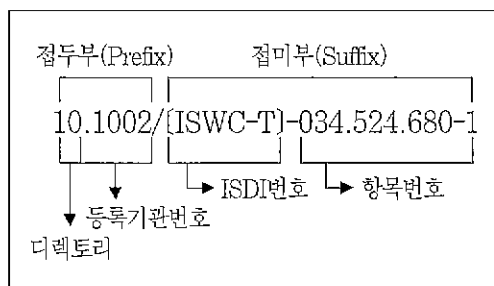 접두부(Prefix) 접미부(Suffix)
10.1002/[ISWC-T]-034.524.680-1
ISDI번호 항목번호
등록기관번호
디렉토리